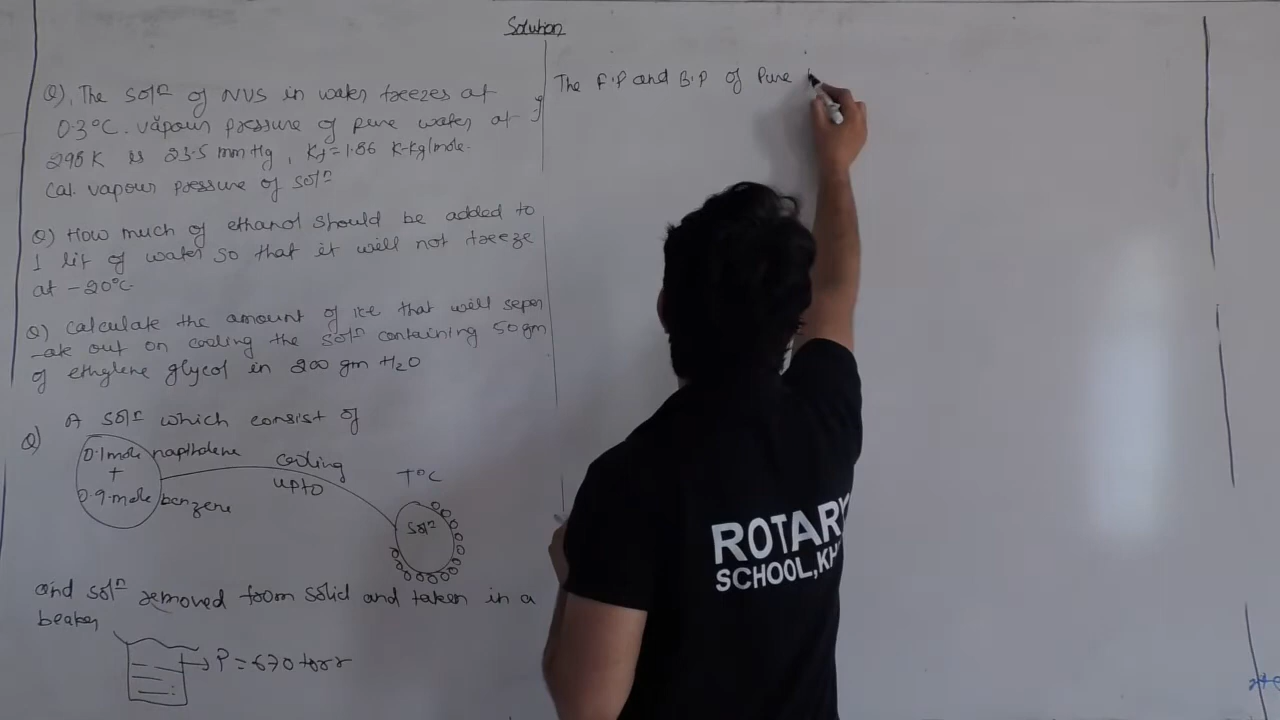 Solution
Q). The solⁿ of NVS in water freezes at
0.3°C. vapour pressure of pure water at
298 K is 23.5 mm Hg, Kf = 1.86 K-Kg/mole.
Cal. vapour pressure of solⁿ
Q) How much of ethanol should be added to
1 lit of water so that it will not freeze
at -20°C.
Q) calculate the amount of ice that will seper
-ate out on cooling the solⁿ containing 50 gm
of ethylene glycol in 200 gm H2O
Q) A solⁿ which consist of
0.1 mole napthalene
+
0.9 mole benzene
cooling
upto
T°C
solⁿ
and solⁿ removed from solid and taken in a
beaker
P = 670 torr
The F.P and B.P of Pure
ROTARY
SCHOOL,